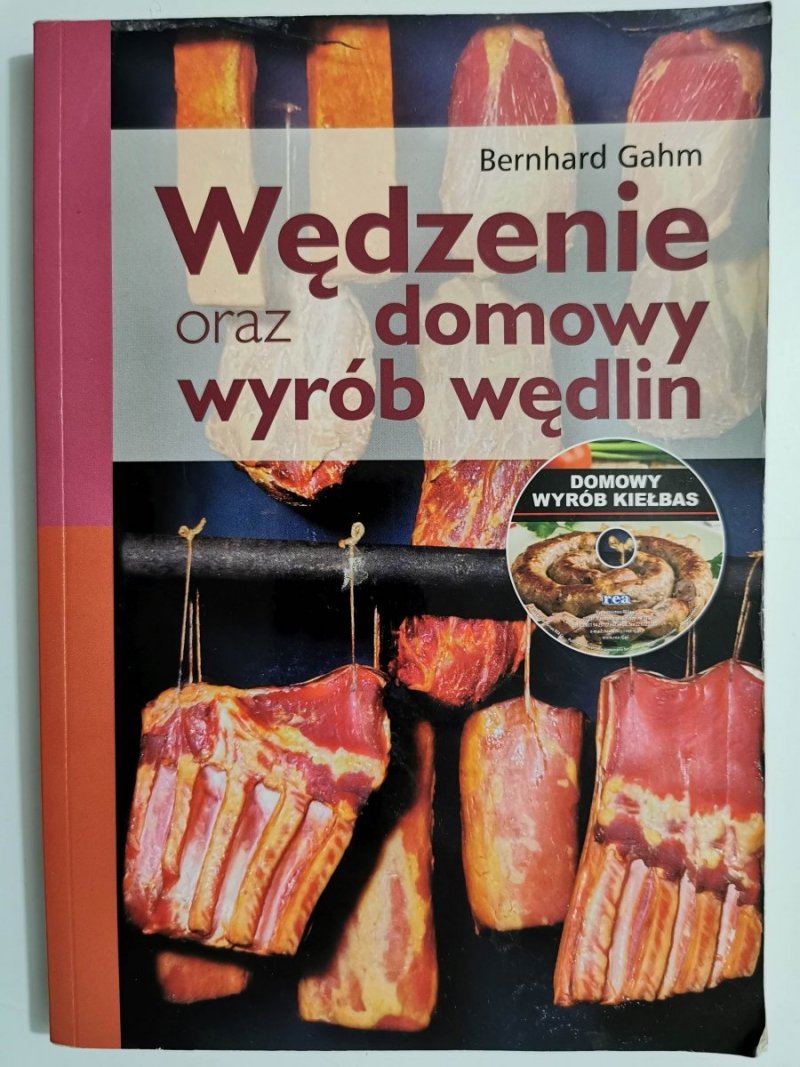 Bernhard Gahm
Wędzenie
oraz domowy
wyrób wędlin
DOMOWY
WYRÓB KIEŁBAS
rea